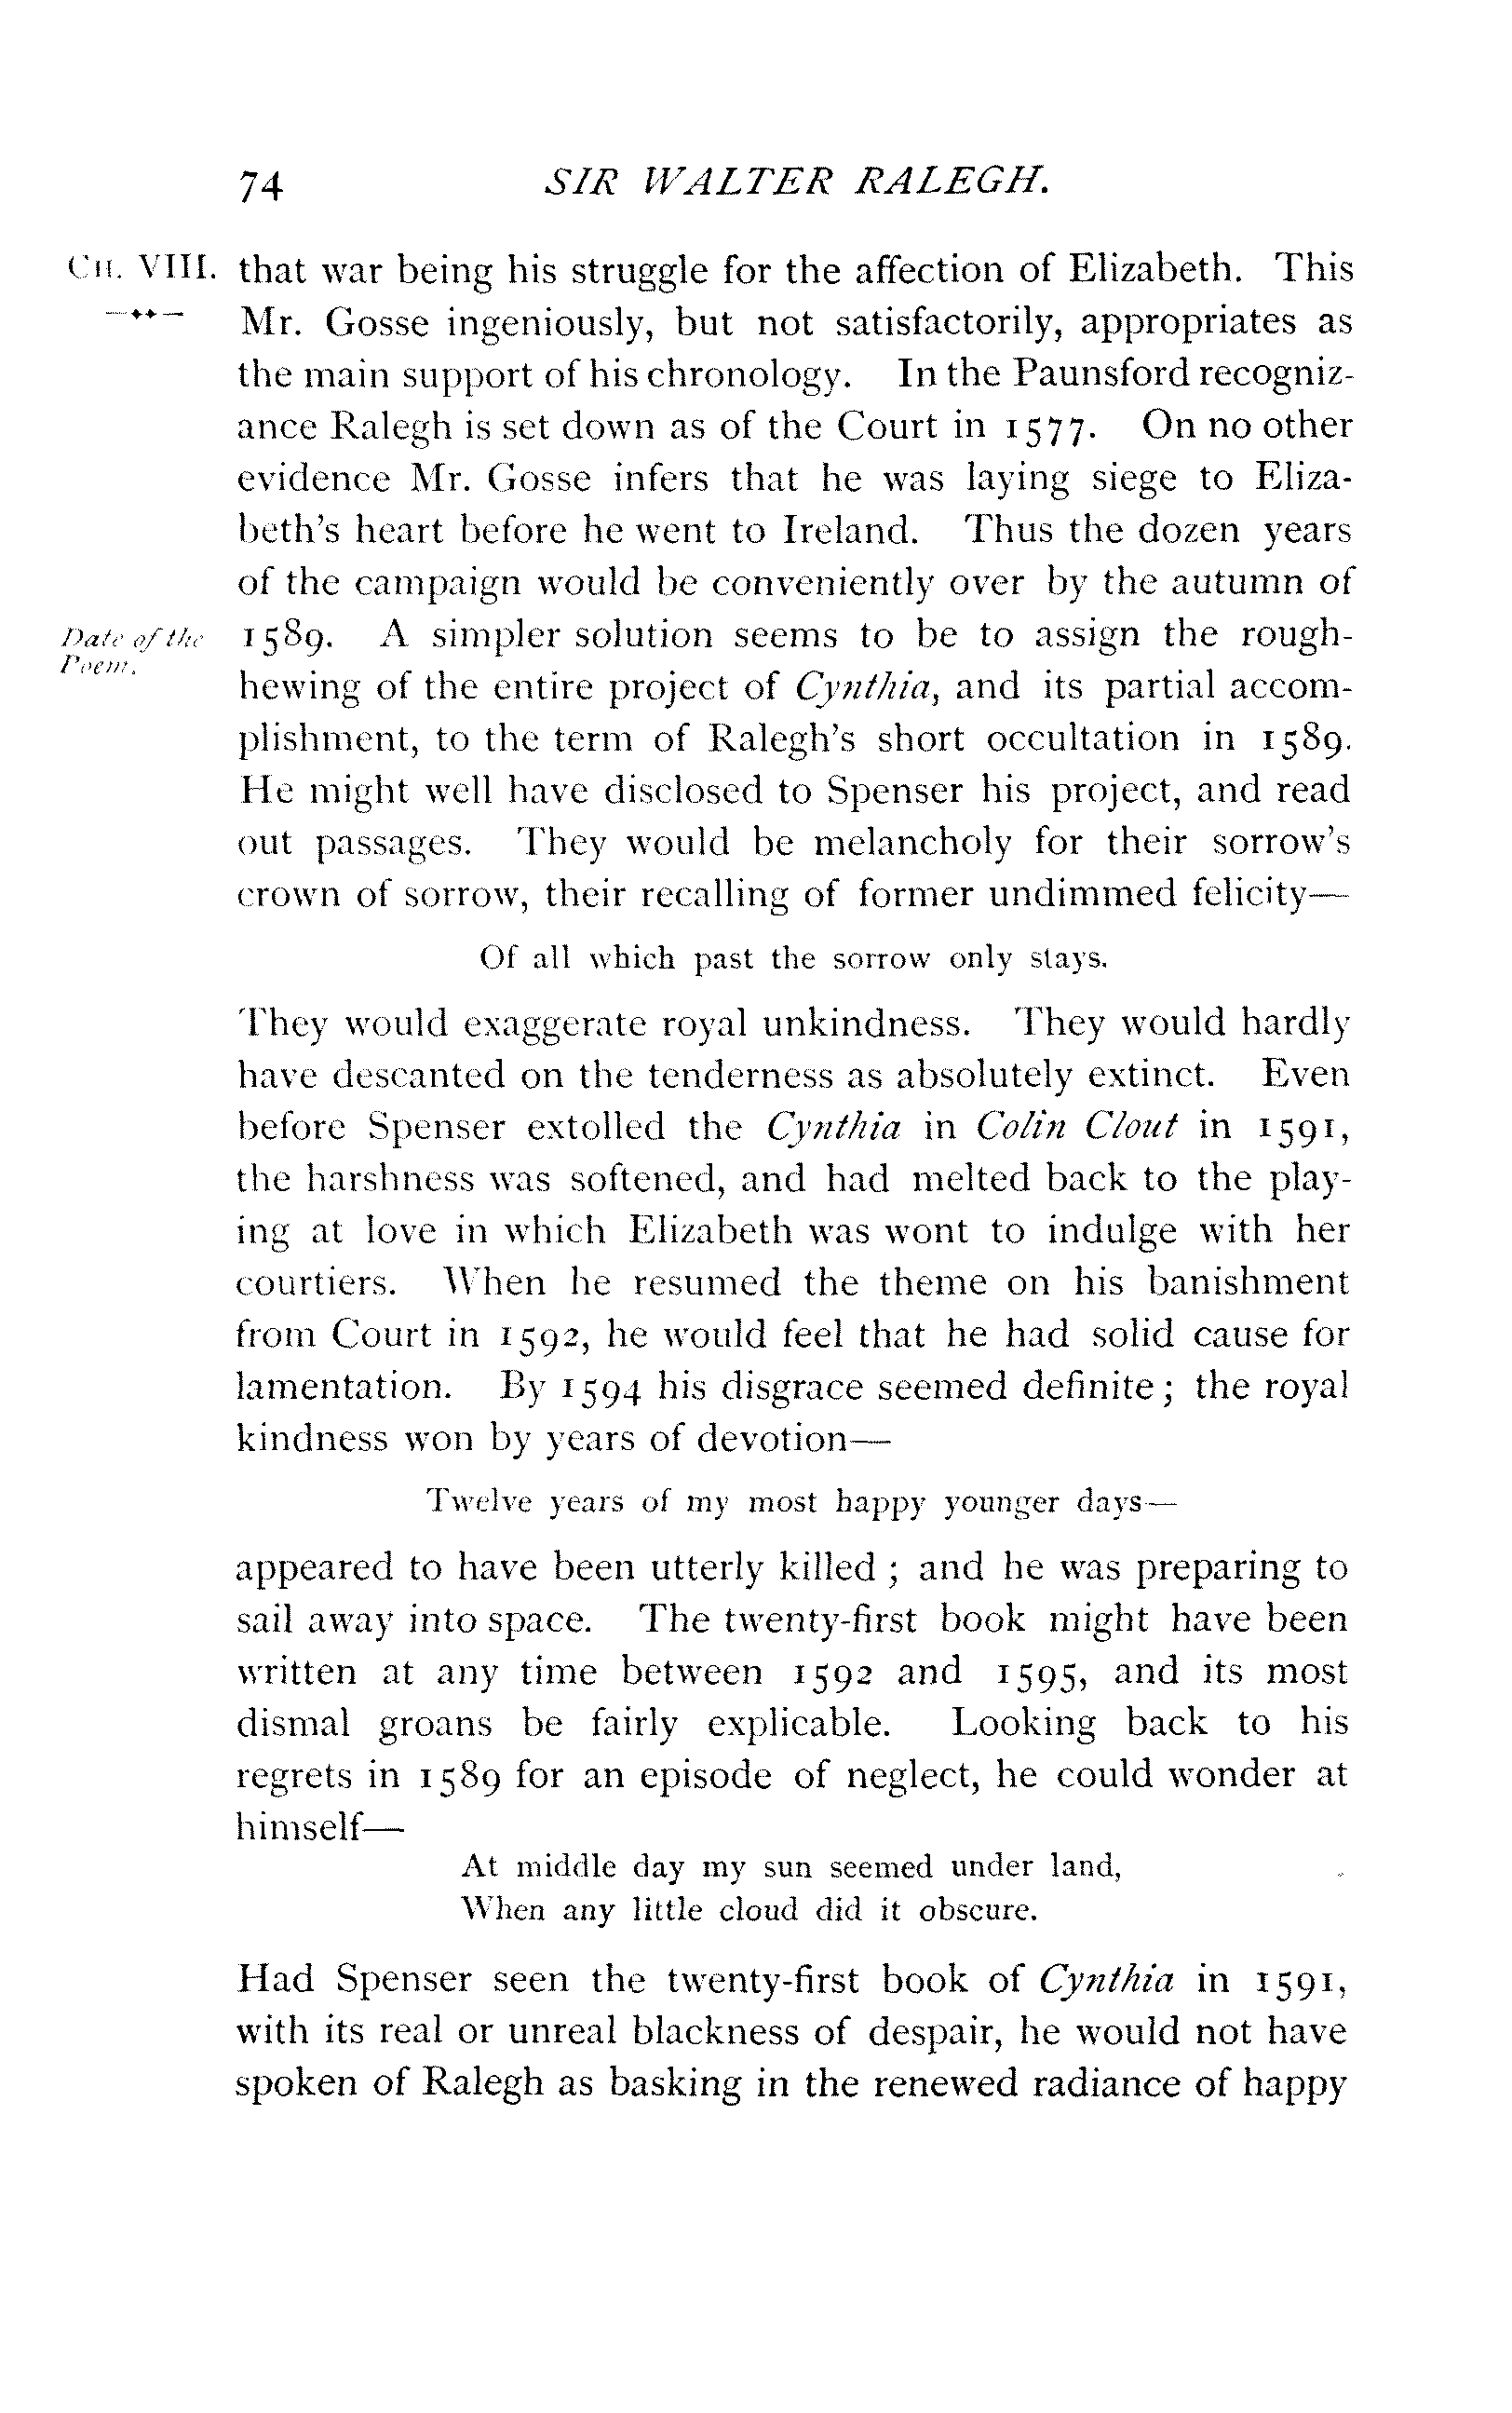 74 SIR WALTER RALEGH.
CH. VIII. that war being his struggle for the affection of Elizabeth. This
Mr. Gosse ingeniously, but not satisfactorily, appropriates as
the main support of his chronology. In the Paunsford recogniz-
ance Ralegh is set down as of the Court in 1577. On no other
evidence Mr. Gosse infers that he was laying siege to Eliza-
beth's heart before he went to Ireland. Thus the dozen years
of the campaign would be conveniently over by the autumn of
Date of the
Poem.
1589. A simpler solution seems to be to assign the rough-
hewing of the entire project of Cynthia, and its partial accom-
plishment, to the term of Ralegh's short occultation in 1589.
He might well have disclosed to Spenser his project, and read
out passages. They would be melancholy for their sorrow's
crown of sorrow, their recalling of former undimmed felicity—
Of all which past the sorrow only stays.
They would exaggerate royal unkindness. They would hardly
have descanted on the tenderness as absolutely extinct. Even
before Spenser extolled the Cynthia in Colin Clout in 1591,
the harshness was softened, and had melted back to the play-
ing at love in which Elizabeth was wont to indulge with her
courtiers. When he resumed the theme on his banishment
from Court in 1592, he would feel that he had solid cause for
lamentation. By 1594 his disgrace seemed definite; the royal
kindness won by years of devotion—
Twelve years of my most happy younger days—
appeared to have been utterly killed; and he was preparing to
sail away into space. The twenty-first book might have been
written at any time between 1592 and 1595, and its most
dismal groans be fairly explicable. Looking back to his
regrets in 1589 for an episode of neglect, he could wonder at
himself—
At middle day my sun seemed under land,
When any little cloud did it obscure.
Had Spenser seen the twenty-first book of Cynthia in 1591,
with its real or unreal blackness of despair, he would not have
spoken of Ralegh as basking in the renewed radiance of happy